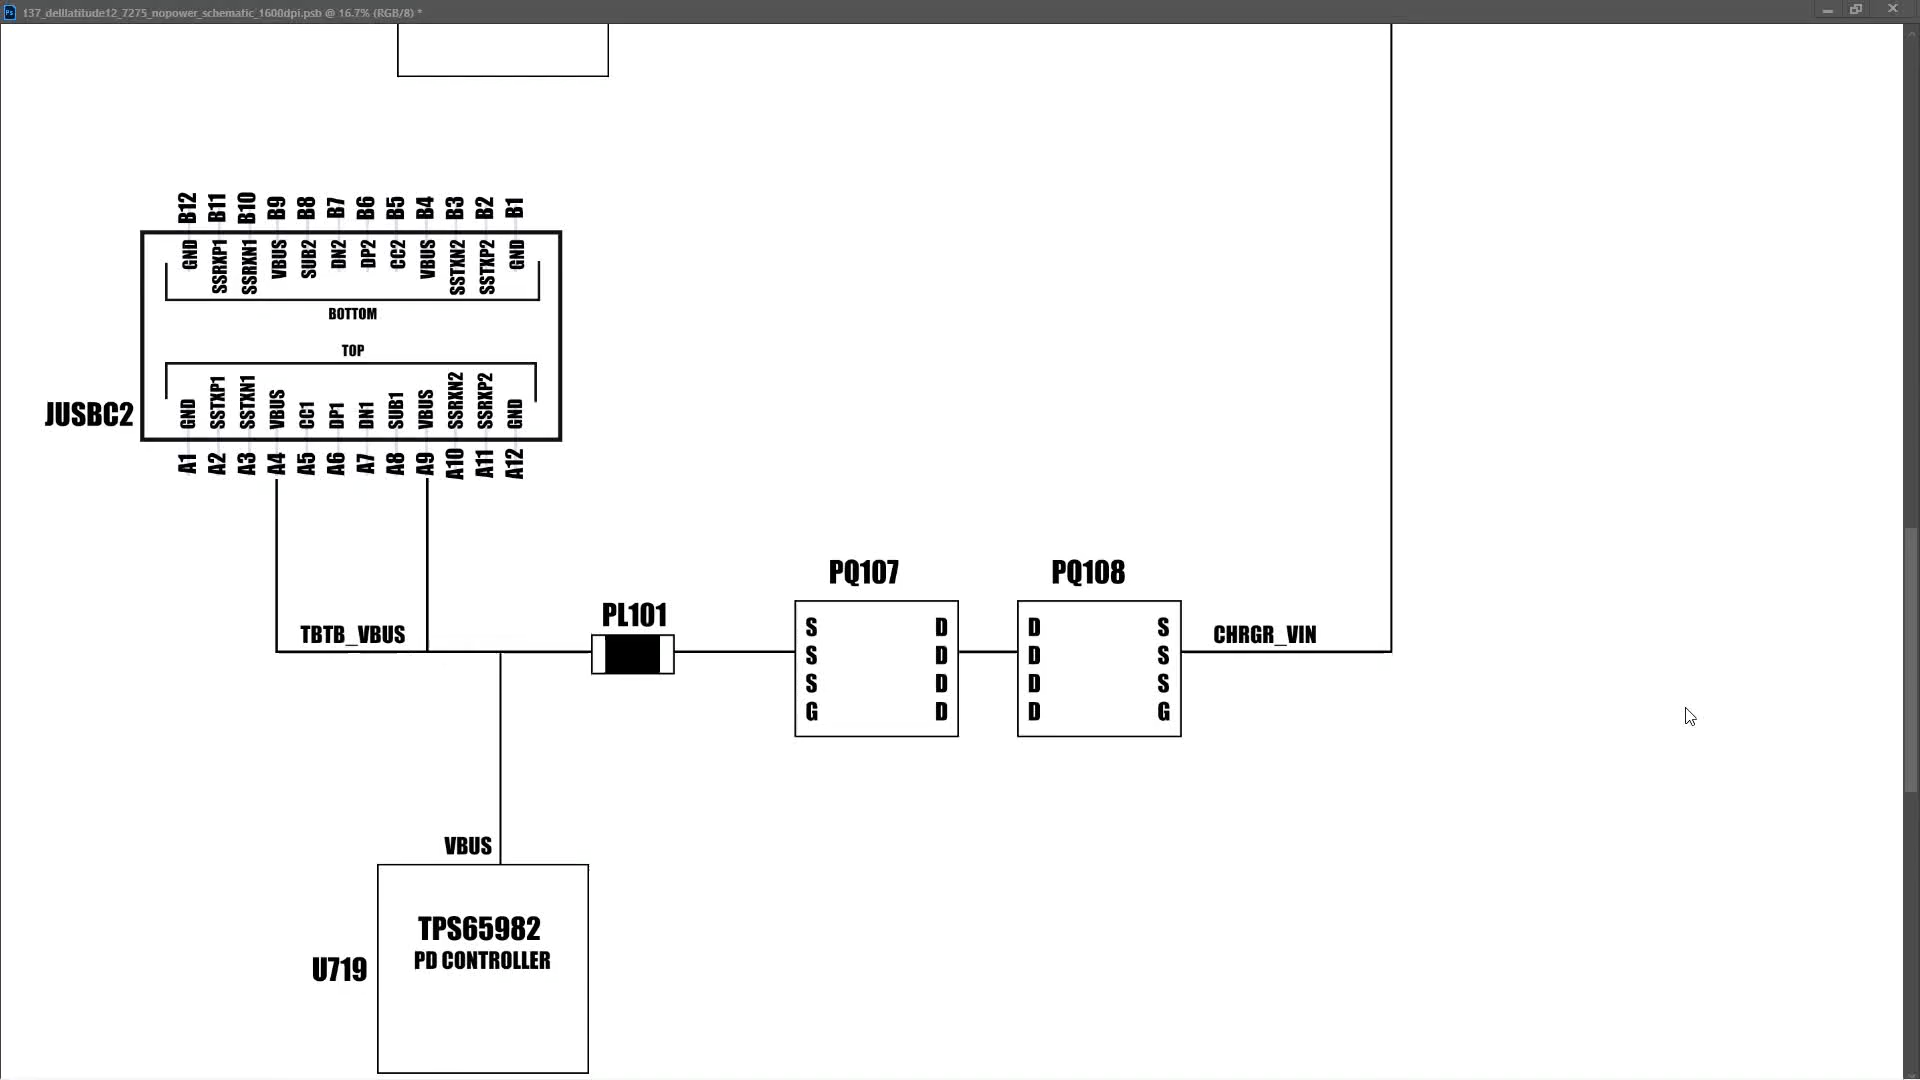 137_delllatitude12_7275_nopower_schematic_1600dpi.psb @ 16.7% (RGB/8) *
B12 B11 B10 B9 B8 B7 B6 B5 B4 B3 B2 B1
GND SSRXP1 SSRXN1 VBUS SUB2 DN2 DP2 CC2 VBUS SSTXN2 SSTXP2 GND
BOTTOM
TOP
GND SSTXP1 SSTXN1 VBUS CC1 DP1 DN1 SUB1 VBUS SSRXN2 SSRXP2 GND
JUSBC2
A1 A2 A3 A4 A5 A6 A7 A8 A9 A10 A11 A12
PQ107
PQ108
PL101
TBTB_VBUS
S D D S
S D D S
S D D S
G D D G
CHRGR_VIN
VBUS
TPS65982
PD CONTROLLER
U719